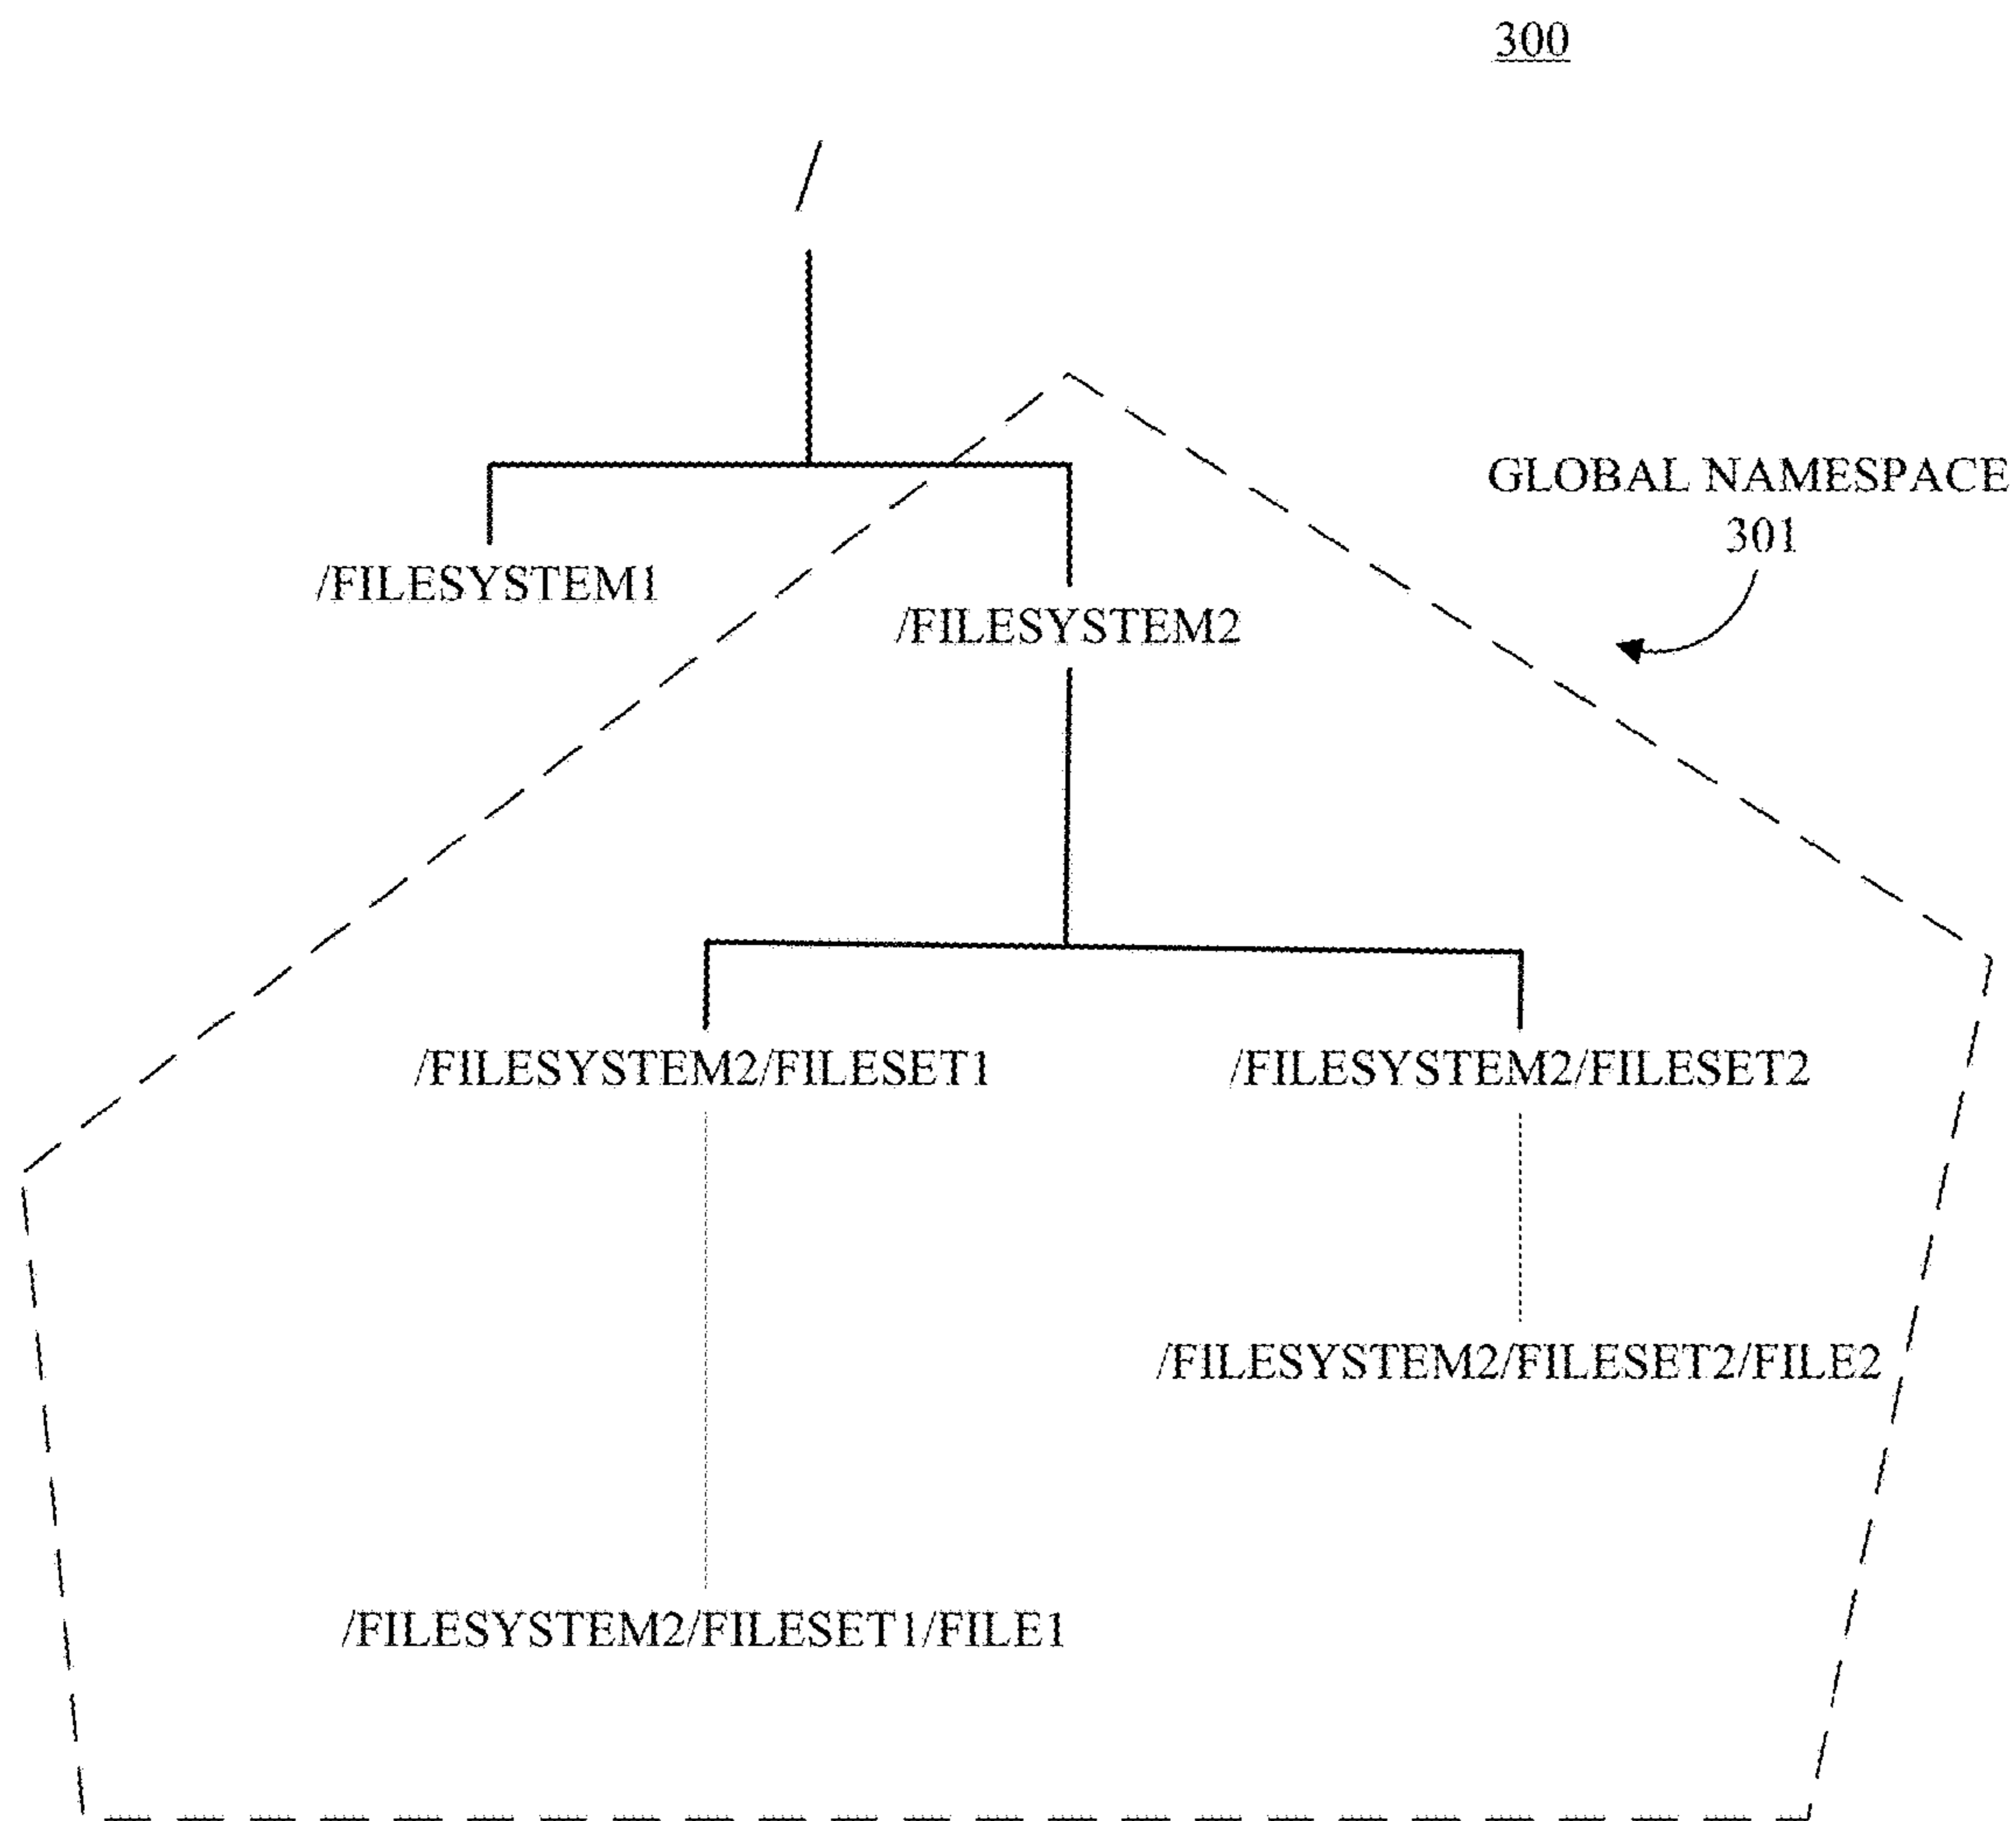 300
/
GLOBAL NAMESPACE
301
/FILESYSTEM1
/FILESYSTEM2
/FILESYSTEM2/FILESET1
/FILESYSTEM2/FILESET2
/FILESYSTEM2/FILESET2/FILE2
/FILESYSTEM2/FILESET1/FILE1